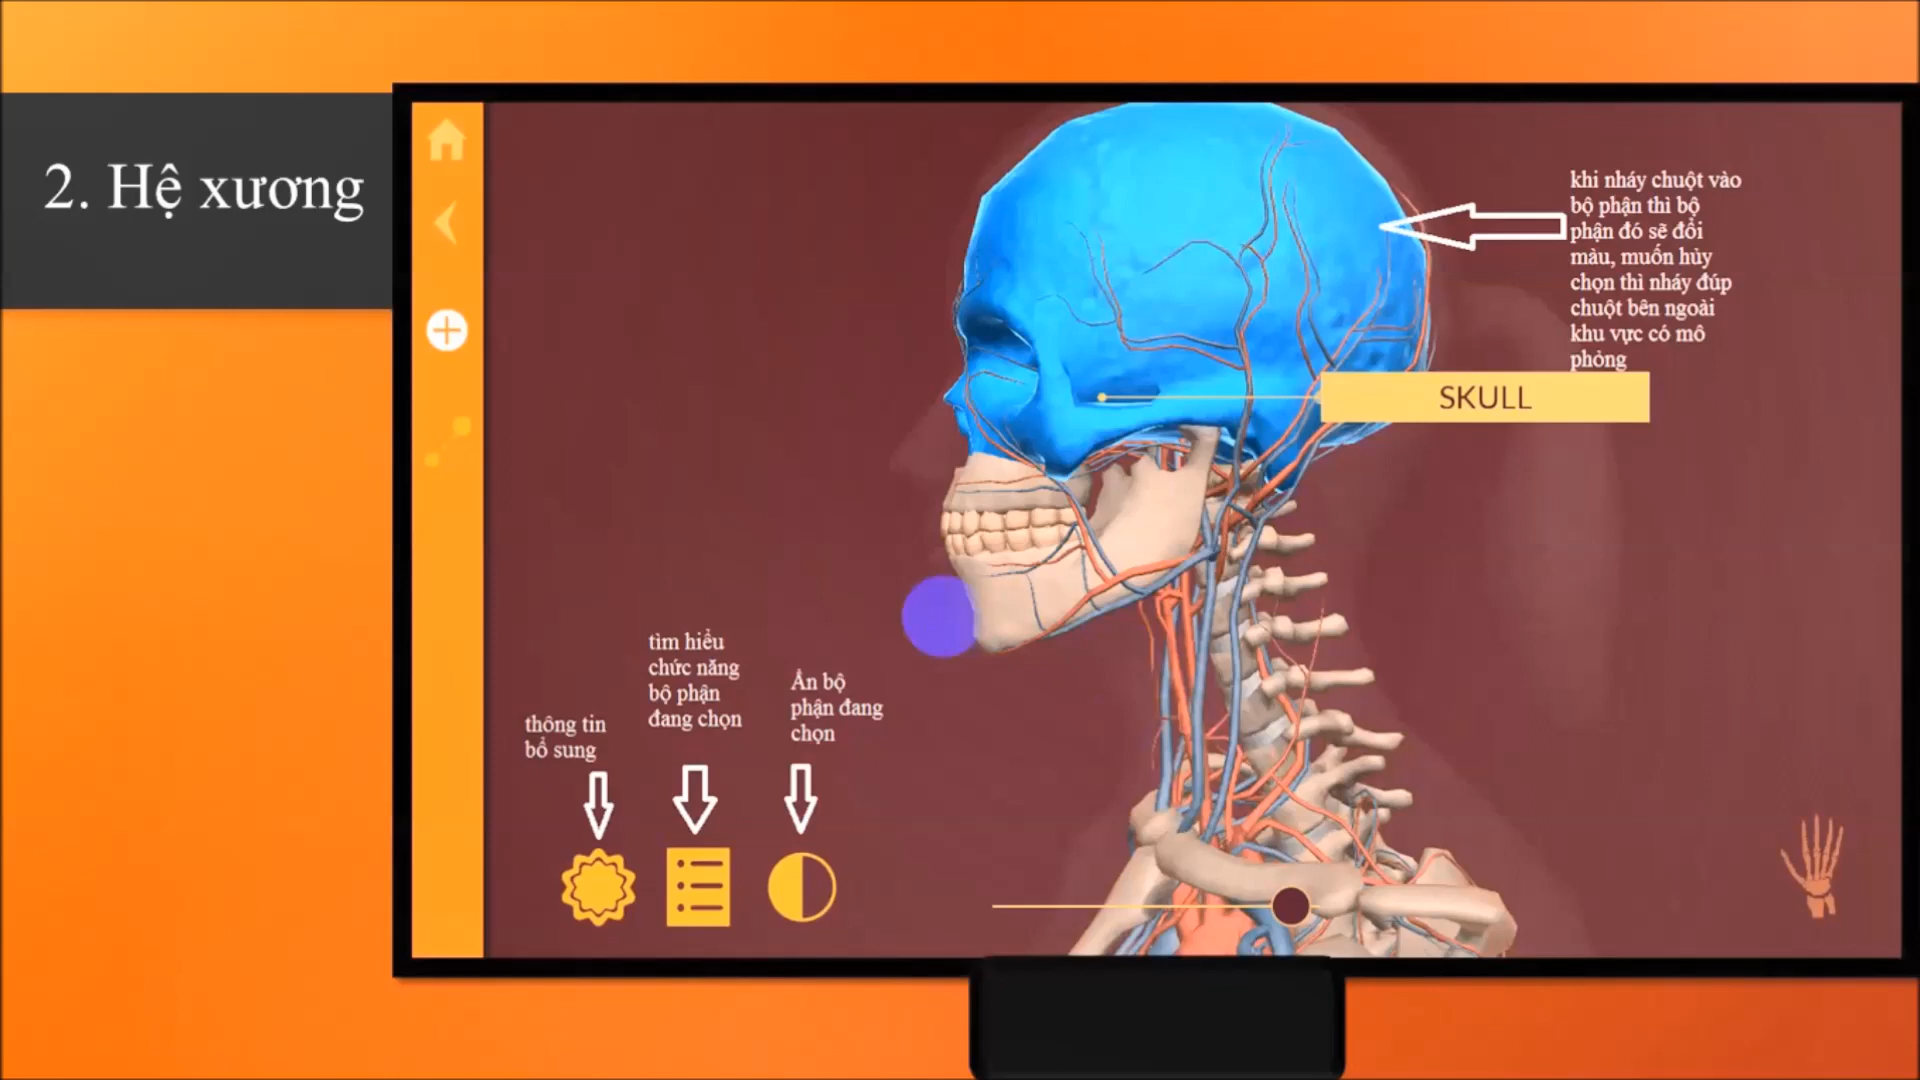 2. Hệ xương
khi nháy chuột vào
bộ phận thì bộ
phận đó sẽ đổi
màu, muốn hủy
chọn thì nháy đúp
chuột bên ngoài
khu vực có mô
phỏng
SKULL
tìm hiểu
chức năng
bộ phận
đang chọn
Ẩn bộ
phận đang
chọn
thông tin
bổ sung